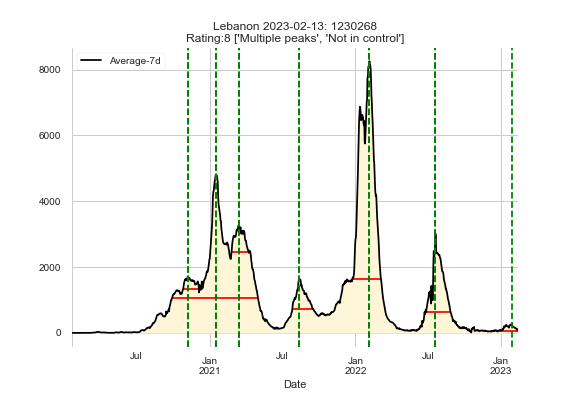 Lebanon 2023-02-13: 1230268
Rating:8 ['Multiple peaks', 'Not in control']
Average-7d
8000
6000
4000
2000
0
Jul
Jan
2021
Jul
Jan
2022
Jul
Jan
2023
Date